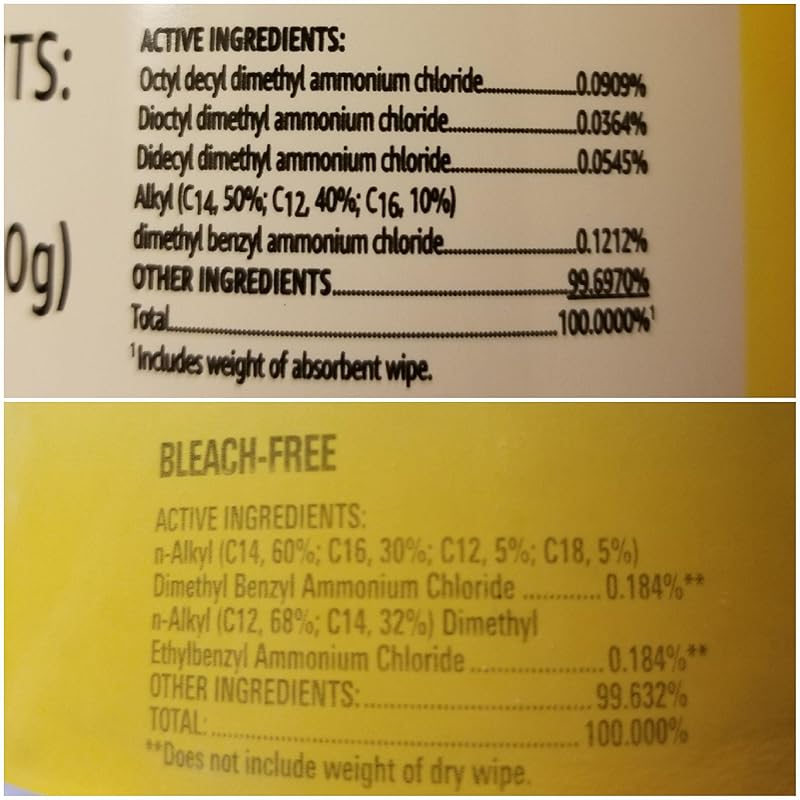 TS:
0g)
ACTIVE INGREDIENTS:
Octyl decyl dimethyl ammonium chloride....................0.0909%
Dioctyl dimethyl ammonium chloride....................0.0364%
Didecyl dimethyl ammonium chloride....................0.0545%
Alkyl (C14, 50%; C12, 40%; C16, 10%)
dimethyl benzyl ammonium chloride....................0.1212%
OTHER INGREDIENTS....................99.6970%
Total....................100.0000%¹
¹Includes weight of absorbent wipe.
BLEACH-FREE
ACTIVE INGREDIENTS:
n-Alkyl (C14, 60%; C16, 30%; C12, 5%; C18, 5%)
Dimethyl Benzyl Ammonium Chloride ............ 0.184%**
n-Alkyl (C12, 68%; C14, 32%) Dimethyl
Ethylbenzyl Ammonium Chloride .................... 0.184%**
OTHER INGREDIENTS:.................... 99.632%
TOTAL:.................... 100.000%
**Does not include weight of dry wipe.